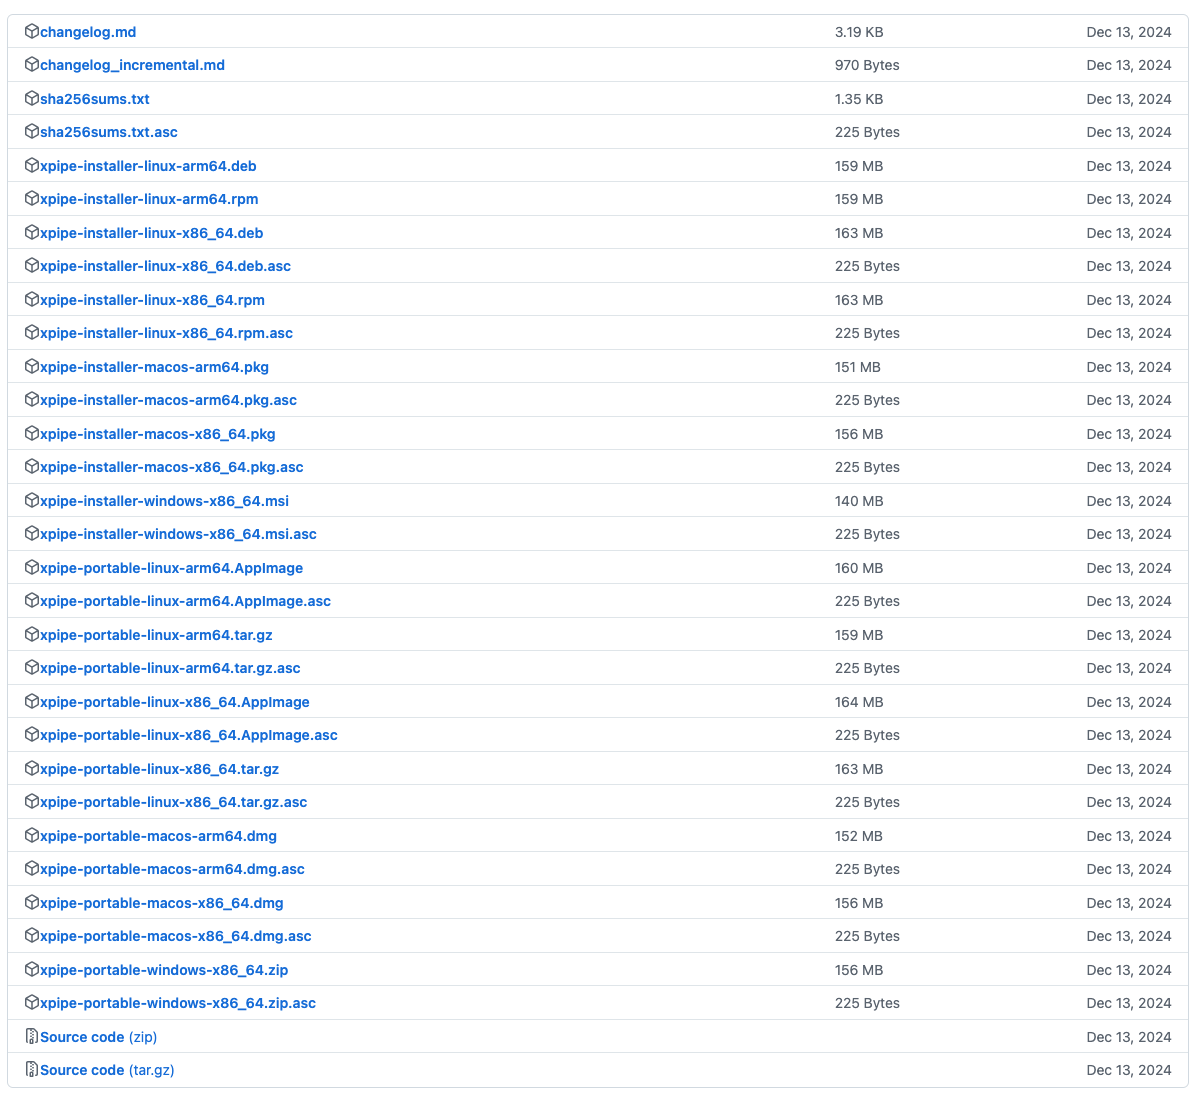 changelog.md 3.19 KB Dec 13, 2024
changelog_incremental.md 970 Bytes Dec 13, 2024
sha256sums.txt 1.35 KB Dec 13, 2024
sha256sums.txt.asc 225 Bytes Dec 13, 2024
xpipe-installer-linux-arm64.deb 159 MB Dec 13, 2024
xpipe-installer-linux-arm64.rpm 159 MB Dec 13, 2024
xpipe-installer-linux-x86_64.deb 163 MB Dec 13, 2024
xpipe-installer-linux-x86_64.deb.asc 225 Bytes Dec 13, 2024
xpipe-installer-linux-x86_64.rpm 163 MB Dec 13, 2024
xpipe-installer-linux-x86_64.rpm.asc 225 Bytes Dec 13, 2024
xpipe-installer-macos-arm64.pkg 151 MB Dec 13, 2024
xpipe-installer-macos-arm64.pkg.asc 225 Bytes Dec 13, 2024
xpipe-installer-macos-x86_64.pkg 156 MB Dec 13, 2024
xpipe-installer-macos-x86_64.pkg.asc 225 Bytes Dec 13, 2024
xpipe-installer-windows-x86_64.msi 140 MB Dec 13, 2024
xpipe-installer-windows-x86_64.msi.asc 225 Bytes Dec 13, 2024
xpipe-portable-linux-arm64.AppImage 160 MB Dec 13, 2024
xpipe-portable-linux-arm64.AppImage.asc 225 Bytes Dec 13, 2024
xpipe-portable-linux-arm64.tar.gz 159 MB Dec 13, 2024
xpipe-portable-linux-arm64.tar.gz.asc 225 Bytes Dec 13, 2024
xpipe-portable-linux-x86_64.AppImage 164 MB Dec 13, 2024
xpipe-portable-linux-x86_64.AppImage.asc 225 Bytes Dec 13, 2024
xpipe-portable-linux-x86_64.tar.gz 163 MB Dec 13, 2024
xpipe-portable-linux-x86_64.tar.gz.asc 225 Bytes Dec 13, 2024
xpipe-portable-macos-arm64.dmg 152 MB Dec 13, 2024
xpipe-portable-macos-arm64.dmg.asc 225 Bytes Dec 13, 2024
xpipe-portable-macos-x86_64.dmg 156 MB Dec 13, 2024
xpipe-portable-macos-x86_64.dmg.asc 225 Bytes Dec 13, 2024
xpipe-portable-windows-x86_64.zip 156 MB Dec 13, 2024
xpipe-portable-windows-x86_64.zip.asc 225 Bytes Dec 13, 2024
Source code (zip) Dec 13, 2024
Source code (tar.gz) Dec 13, 2024